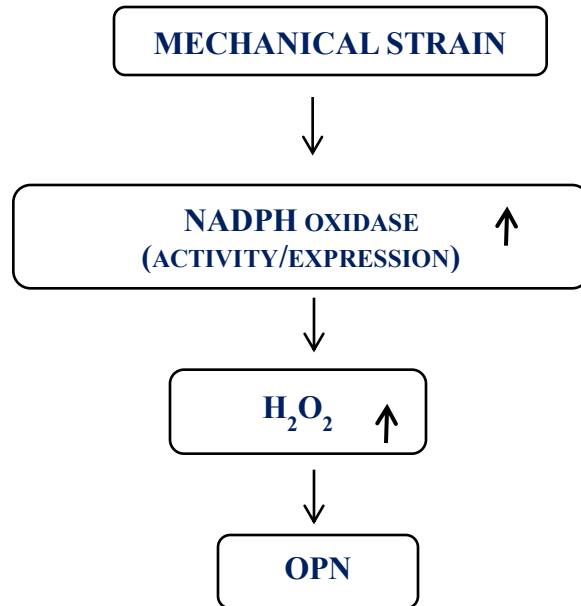 MECHANICAL STRAIN
NADPH OXIDASE
(ACTIVITY/EXPRESSION)
H₂O₂
OPN